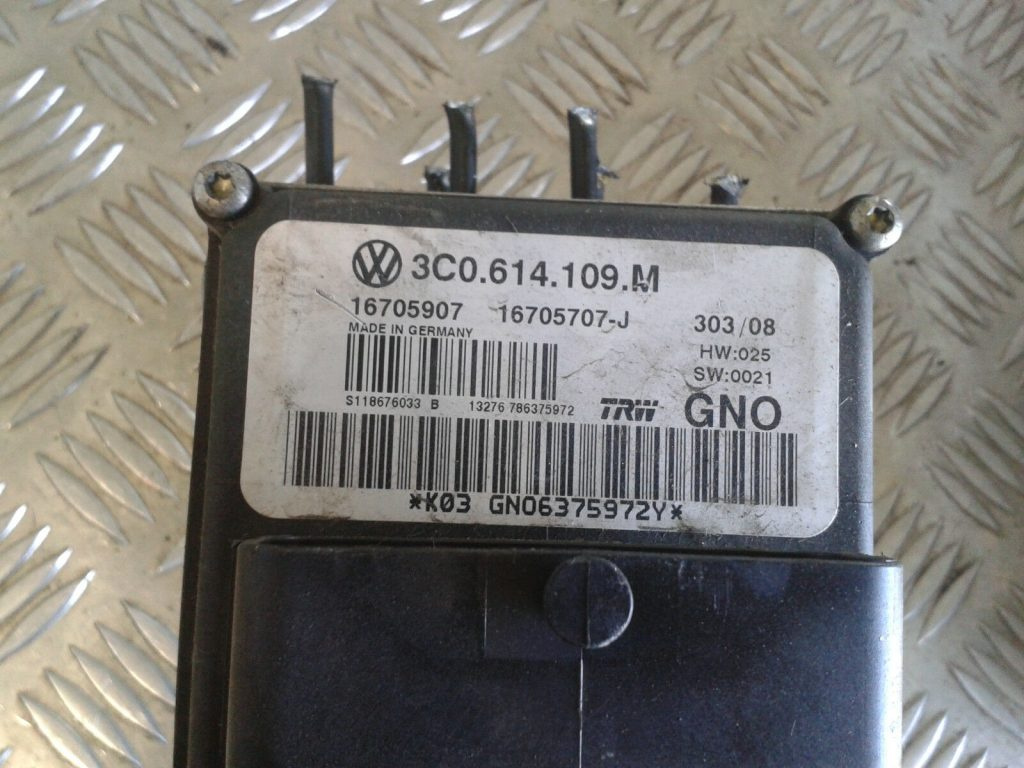 3C0.614.109.M
16705907 16705707-J 303/08
MADE IN GERMANY
HW:025
SW:0021
S118676033 B 13276 786375972 TRW GNO
*K03 GNO6375972Y*